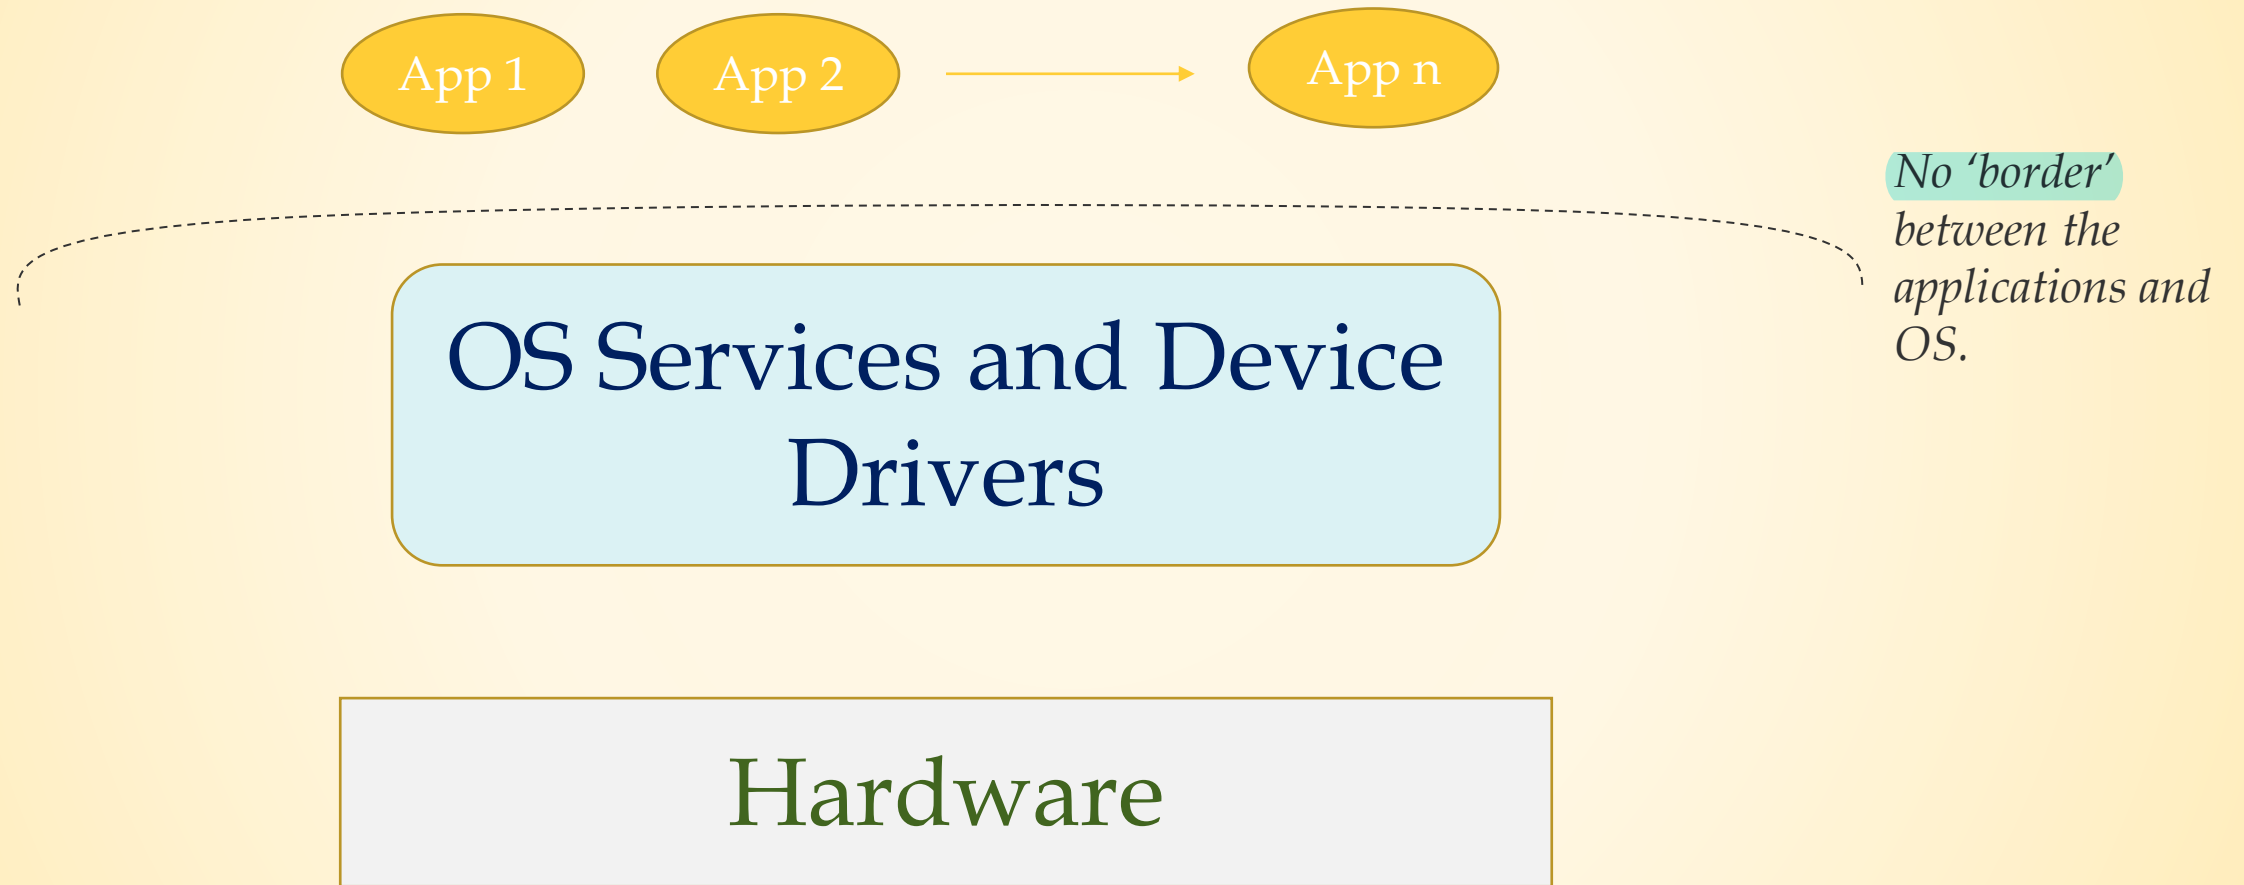 App 1
App 2
App n
No ‘border’
between the
applications and
OS.
OS Services and Device
Drivers
Hardware